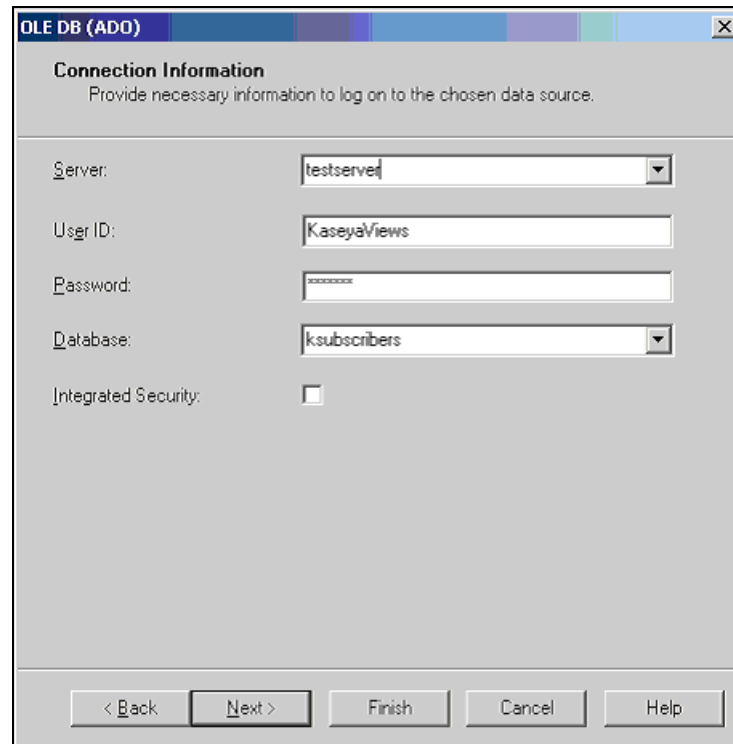 OLE DB (ADO)
Connection Information
Provide necessary information to log on to the chosen data source.
Server: testserver
User ID: KaseyaViews
Password: *******
Database: ksubscribers
Integrated Security:
< Back Next > Finish Cancel Help